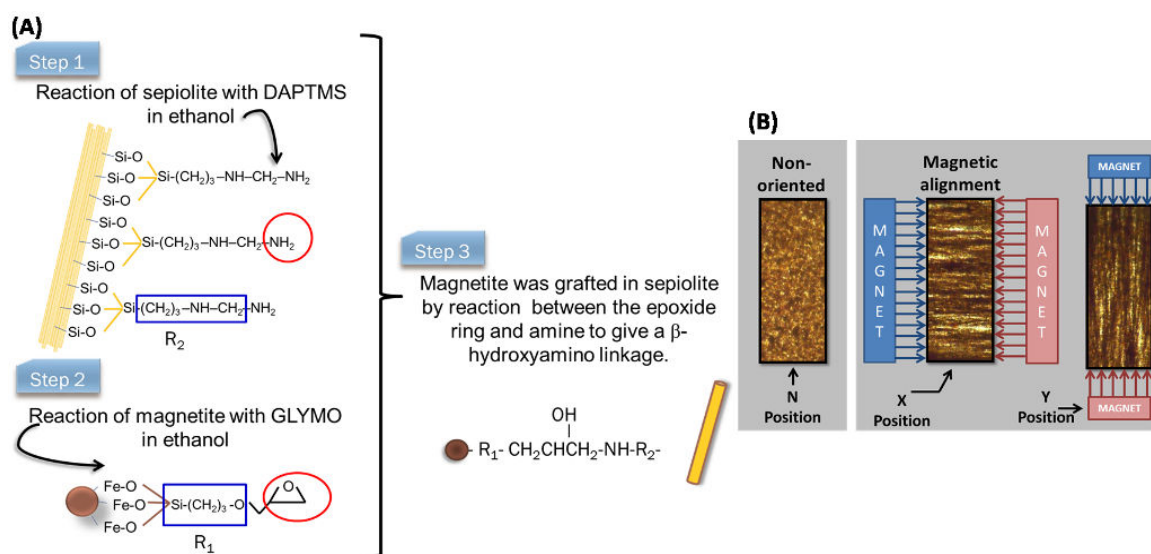 (A)
Step 1
Reaction of sepiolite with DAPTMS
in ethanol
Si-O
Si-O
Si-O
Si-(CH2)3-NH-CH2-NH2
Si-O
Si-O
Si-O
Si-(CH2)3-NH-CH2-NH2
Si-O
Si-O
Si-O
Si-(CH2)3-NH-CH2-NH2
R2
Step 2
Reaction of magnetite with GLYMO
in ethanol
Fe-O
Fe-O
Fe-O
Si-(CH2)3-O
O
R1
Step 3
Magnetite was grafted in sepiolite
by reaction between the epoxide
ring and amine to give a β-
hydroxyamino linkage.
OH
R1- CH2CHCH2-NH-R2-
(B)
Non-
oriented
N
Position
Magnetic
alignment
MAGNET
MAGNET
X
Position
MAGNET
Y
Position
MAGNET